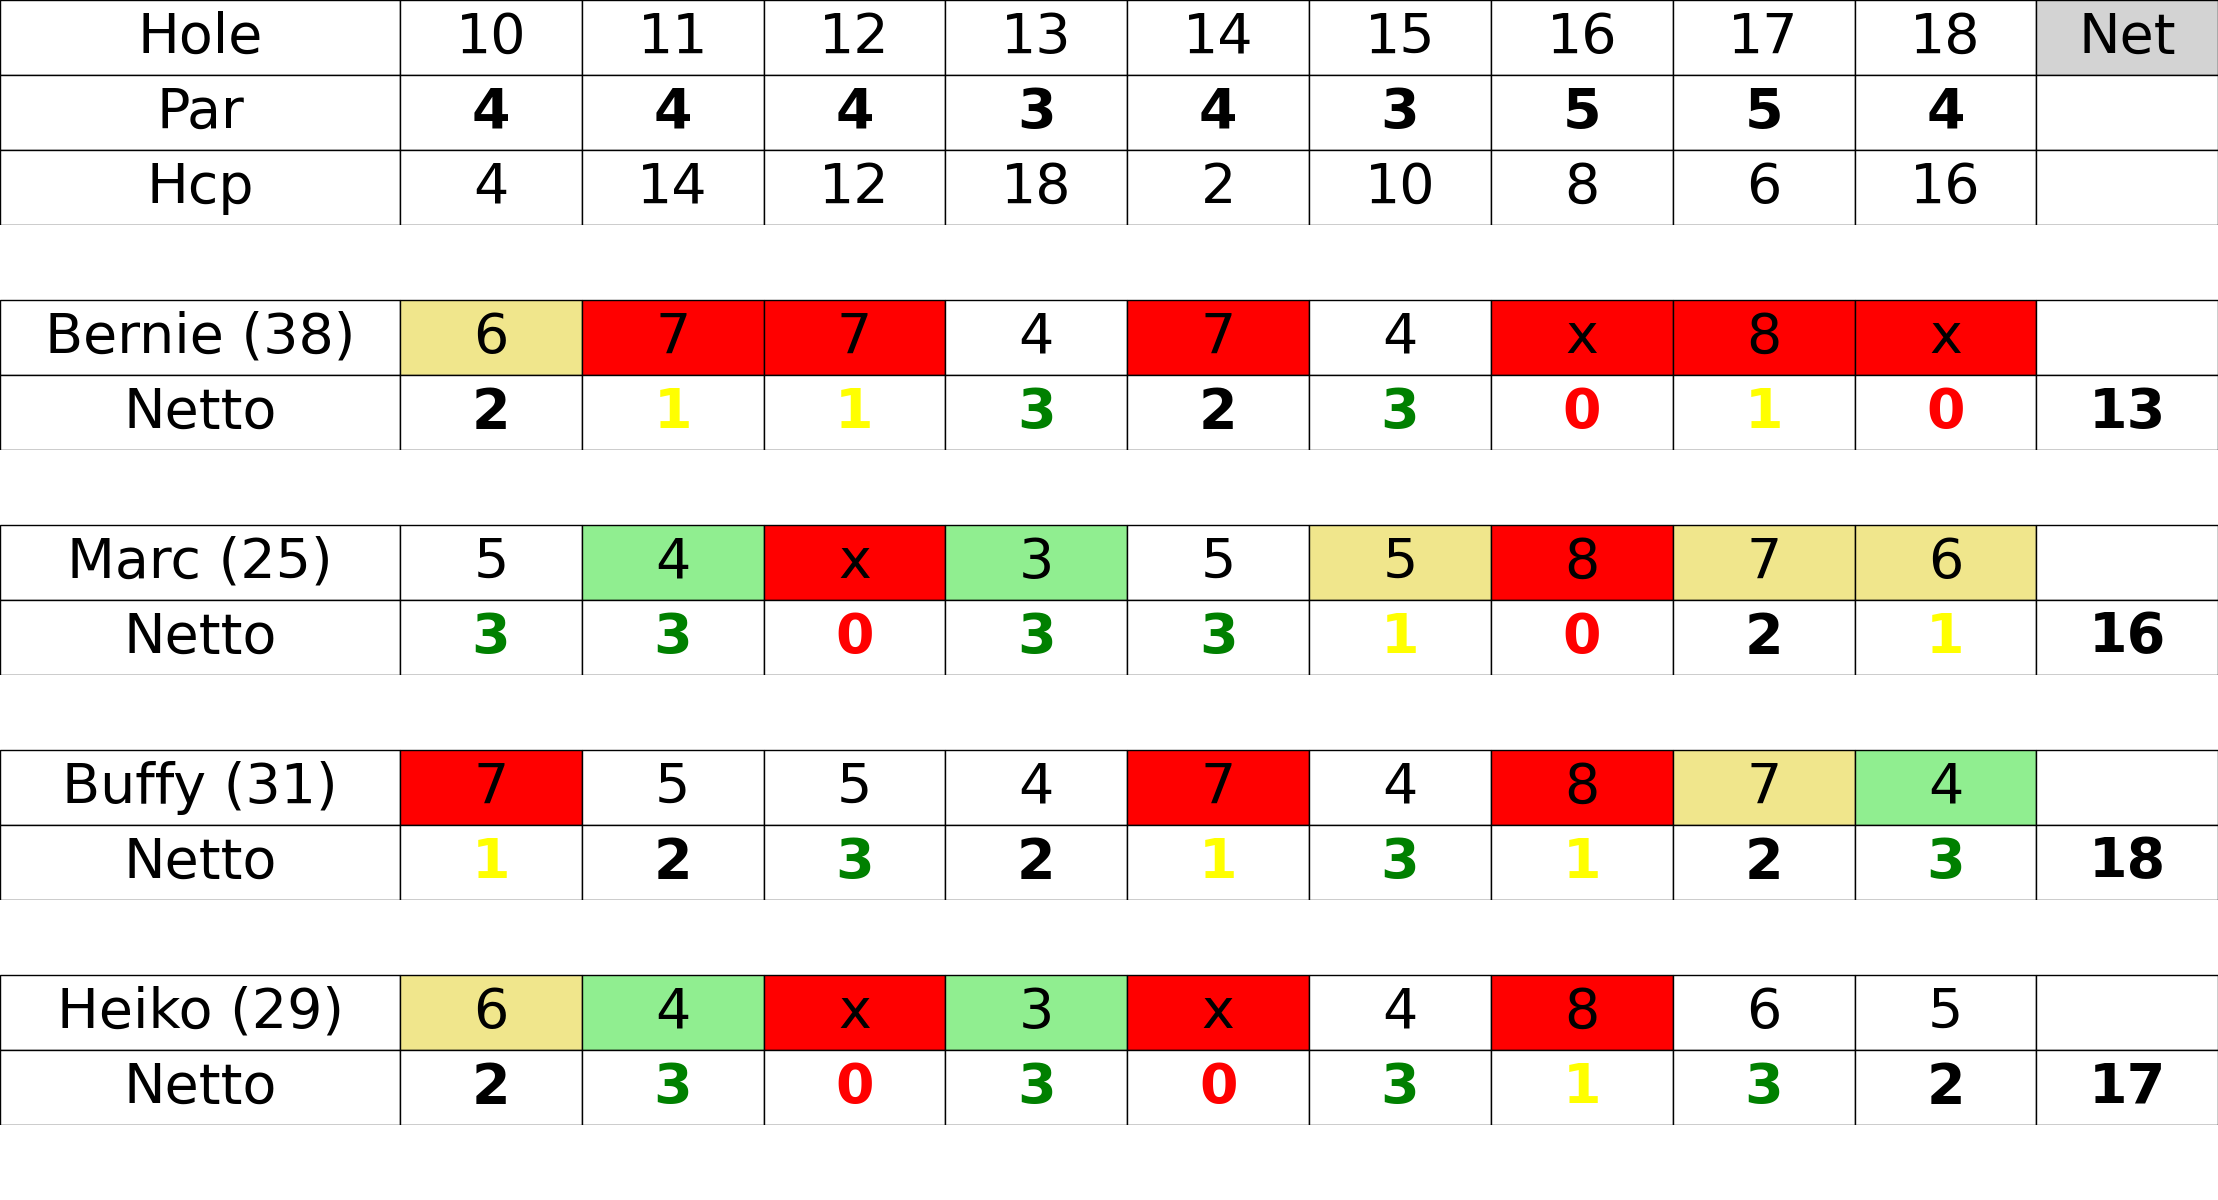 Hole 10 11 12 13 14 15 16 17 18 Net
Par 4 4 4 3 4 3 5 5 4
Hcp 4 14 12 18 2 10 8 6 16
Bernie (38) 6 7 7 4 7 4 x 8 x
Netto 2 1 1 3 2 3 0 1 0 13
Marc (25) 5 4 x 3 5 5 8 7 6
Netto 3 3 0 3 3 1 0 2 1 16
Buffy (31) 7 5 5 4 7 4 8 7 4
Netto 1 2 3 2 1 3 1 2 3 18
Heiko (29) 6 4 x 3 x 4 8 6 5
Netto 2 3 0 3 0 3 1 3 2 17